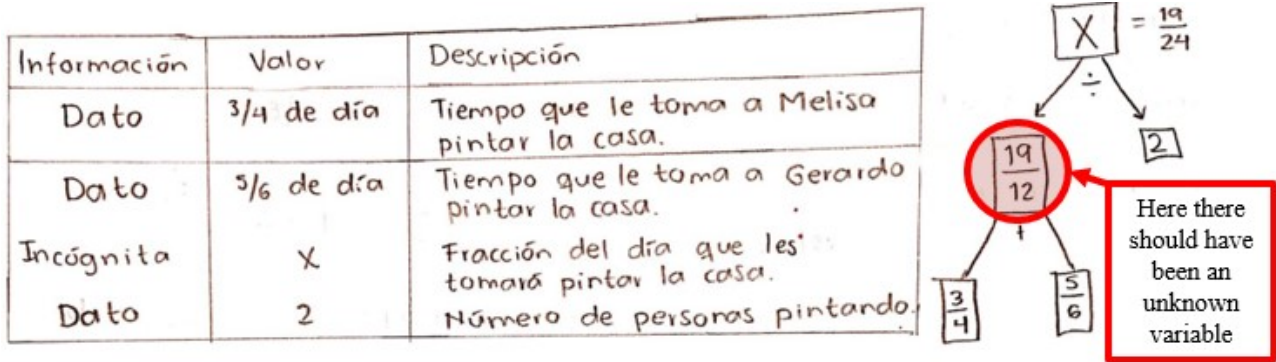 Información Valor Descripción
Dato 3/4 de día Tiempo que le toma a Melisa
pintar la casa.
Dato 5/6 de día Tiempo que le toma a Gerardo
pintar la casa.
Incógnita X Fracción del día que les
tomará pintar la casa.
Dato 2 Número de personas pintando.
X = 19/24
÷
19/12
2
+
3/4
5/6
Here there
should have
been an
unknown
variable